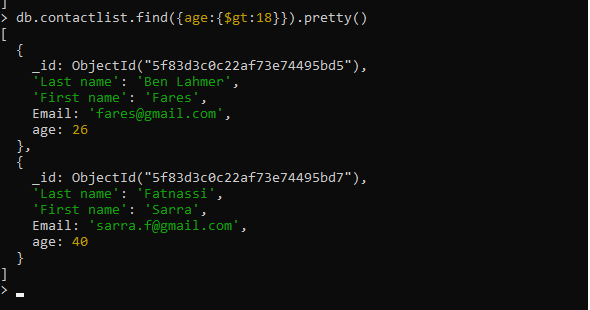 ]
> db.contactlist.find({age:{$gt:18}}).pretty()
[
  {
    _id: ObjectId("5f83d3c0c22af73e74495bd5"),
    'Last name': 'Ben Lahmer',
    'First name': 'Fares',
    Email: 'fares@gmail.com',
    age: 26
  },
  {
    _id: ObjectId("5f83d3c0c22af73e74495bd7"),
    'Last name': 'Fatnassi',
    'First name': 'Sarra',
    Email: 'sarra.f@gmail.com',
    age: 40
  }
]
>